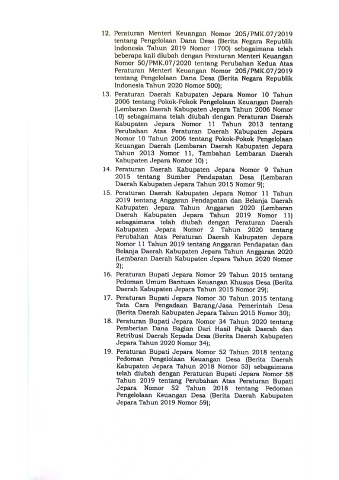 12. Peraturan Menteri Keuangan Nomor 205/PMK.07/2019
tentang Pengelolaan Dana Desa (Berita Negara Republik
Indonesia Tahun 2019 Nomor 1700) sebagaimana telah
beberapa kali diubah dengan Peraturan Menteri Keuangan
Nomor 50/PMK.07/2020 tentang Perubahan Kedua Atas
Peraturan Menteri Keuangan Nomor 205/PMK.07/2019
tentang Pengelolaan Dana Desa (Berita Negara Republik
Indonesia Tahun 2020 Nomor 500);
13. Peraturan Daerah Kabupaten Jepara Nomor 10 Tahun
2006 tentang Pokok-Pokok Pengelolaan Keuangan Daerah
(Lembaran Daerah Kabupaten Jepara Tahun 2006 Nomor
10) sebagaimana telah diubah dengan Peraturan Daerah
Kabupaten Jepara Nomor 11 Tahun 2013 tentang
Perubahan Atas Peraturan Daerah Kabupaten Jepara
Nomor 10 Tahun 2006 tentang Pokok-Pokok Pengelolaan
Keuangan Daerah (Lembaran Daerah Kabupaten Jepara
Tahun 2013 Nomor 11, Tambahan Lembaran Daerah
Kabupaten Jepara Nomor 10) ;
14. Peraturan Daerah Kabupaten Jepara Nomor 9 Tahun
2015 tentang Sumber Pendapatan Desa (Lembaran
Daerah Kabupaten Jepara Tahun 2015 Nomor 9);
15. Peraturan Daerah Kabupaten Jepara Nomor 11 Tahun
2019 tentang Anggaran Pendapatan dan Belanja Daerah
Kabupaten Jepara Tahun Anggaran 2020 (Lembaran
Daerah Kabupaten Jepara Tahun 2019 Nomor 11)
sebagaimana telah diubah dengan Peraturan Daerah
Kabupaten Jepara Nomor 2 Tahun 2020 tentang
Perubahan Atas Peraturan Daerah Kabupaten Jepara
Nomor 11 Tahun 2019 tentang Anggaran Pendapatan dan
Belanja Daerah Kabupaten Jepara Tahun Anggaran 2020
(Lembaran Daerah Kabupaten Jepara Tahun 2020 Nomor
2);
16. Peraturan Bupati Jepara Nomor 29 Tahun 2015 tentang
Pedoman Umum Bantuan Keuangan Khusus Desa (Berita
Daerah Kabupaten Jepara Tahun 2015 Nomor 29);
17. Peraturan Bupati Jepara Nomor 30 Tahun 2015 tentang
Tata Cara Pengadaan Barang/Jasa Pemerintah Desa
(Berita Daerah Kabupaten Jepara Tahun 2015 Nomor 30);
18. Peraturan Bupati Jepara Nomor 34 Tahun 2020 tentang
Pemberian Dana Bagian Dari Hasil Pajak Daerah dan
Retribusi Daerah Kepada Desa (Berita Daerah Kabupaten
Jepara Tahun 2020 Nomor 34);
19. Peraturan Bupati Jepara Nomor 52 Tahun 2018 tentang
Pedoman Pengelolaan Keuangan Desa (Berita Daerah
Kabupaten Jepara Tahun 2018 Nomor 53) sebagaimana
telah diubah dengan Peraturan Bupati Jepara Nomor 58
Tahun 2019 tentang Perubahan Atas Peraturan Bupati
Jepara Nomor 52 Tahun 2018 tentang Pedoman
Pengelolaan Keuangan Desa (Berita Daerah Kabupaten
Jepara Tahun 2019 Nomor 59);